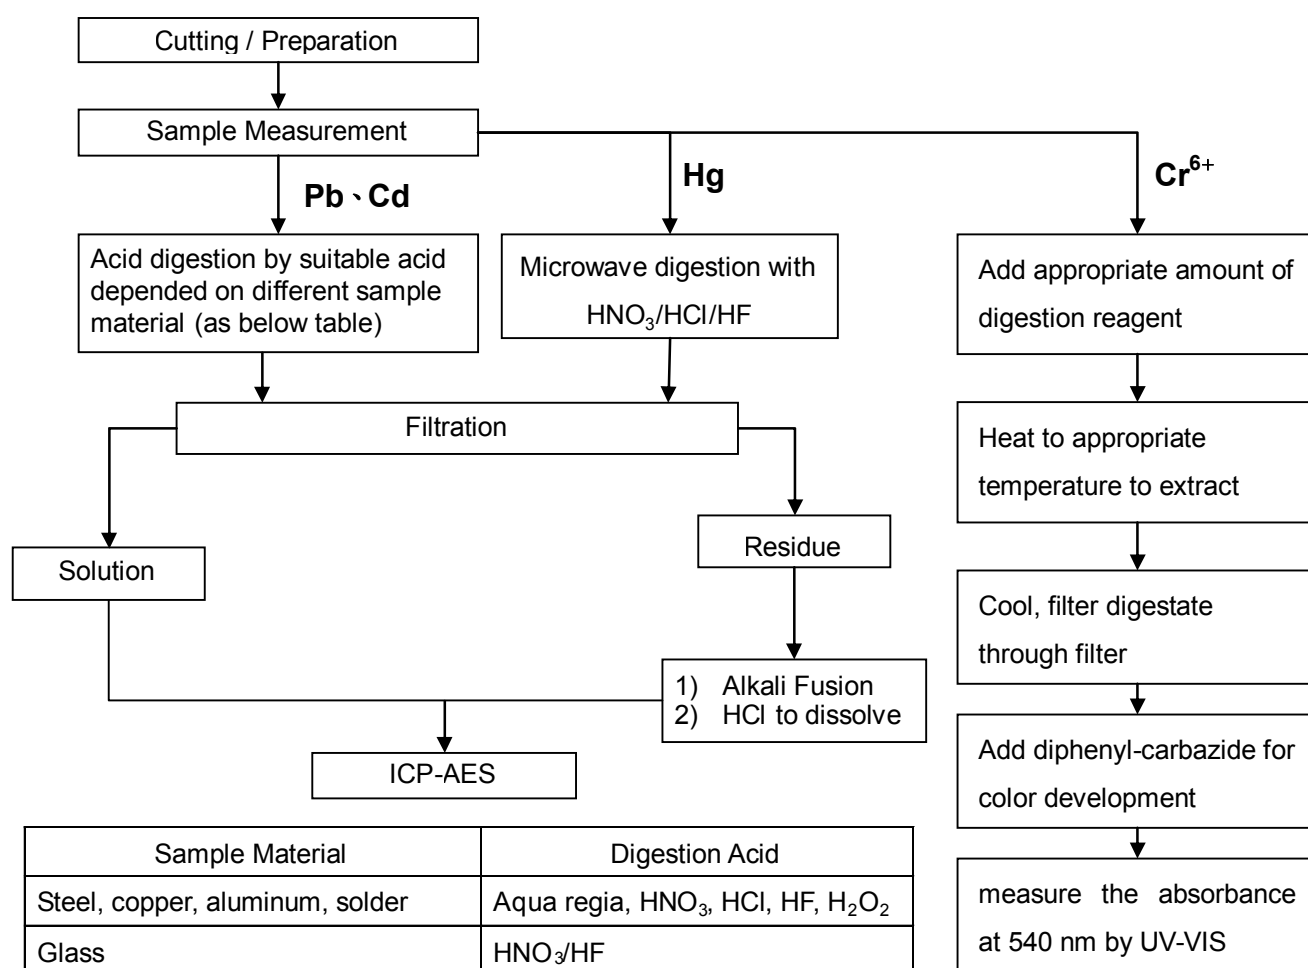 Cutting / Preparation
Sample Measurement
Pb、Cd
Hg
Cr⁶⁺
Acid digestion by suitable acid
depended on different sample
material (as below table)
Microwave digestion with
HNO₃/HCl/HF
Add appropriate amount of
digestion reagent
Filtration
Heat to appropriate
temperature to extract
Solution
Residue
Cool, filter digestate
through filter
1) Alkali Fusion
2) HCl to dissolve
ICP-AES
Add diphenyl-carbazide for
color development
measure the absorbance
at 540 nm by UV-VIS
Sample Material Digestion Acid
Steel, copper, aluminum, solder Aqua regia, HNO₃, HCl, HF, H₂O₂
Glass HNO₃/HF